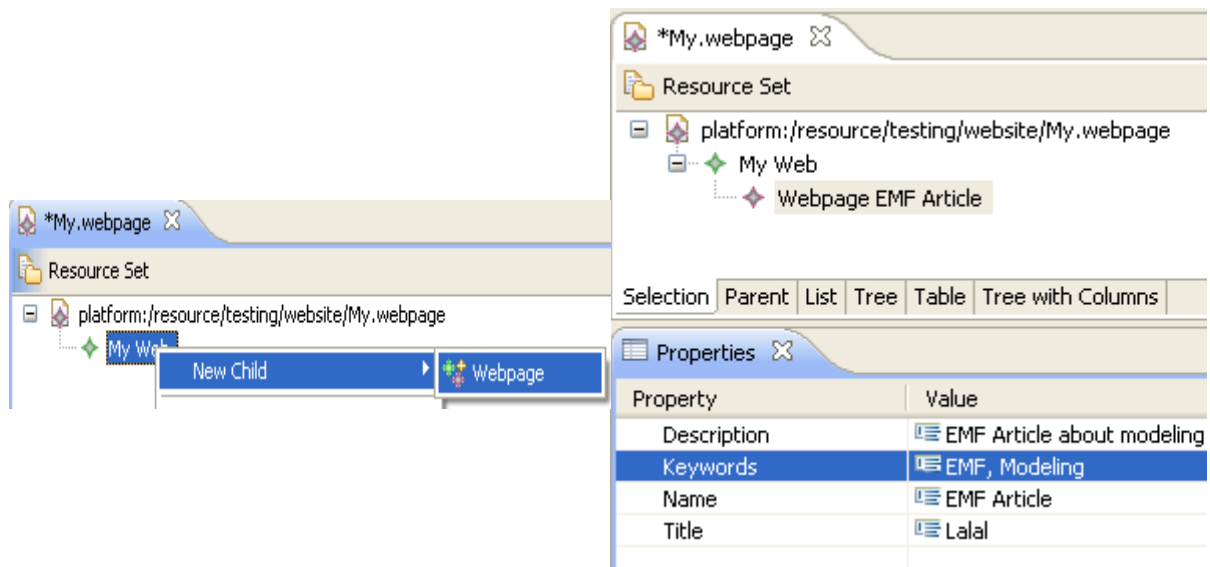 *My.webpage
Resource Set
platform:/resource/testing/website/My.webpage
My Web
New Child
Webpage
*My.webpage
Resource Set
platform:/resource/testing/website/My.webpage
My Web
Webpage EMF Article
Selection Parent List Tree Table Tree with Columns
Properties
Property Value
Description EMF Article about modeling
Keywords EMF, Modeling
Name EMF Article
Title Lalal